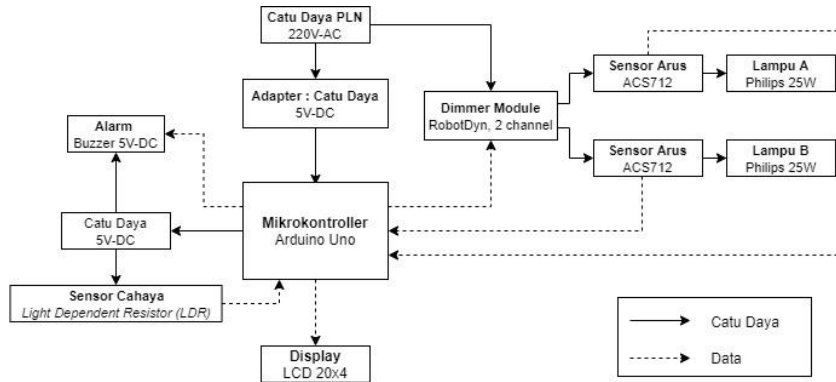 Catu Daya PLN
220V-AC
Adapter : Catu Daya
5V-DC
Dimmer Module
RobotDyn, 2 channel
Sensor Arus
ACS712
Lampu A
Philips 25W
Alarm
Buzzer 5V-DC
Sensor Arus
ACS712
Lampu B
Philips 25W
Mikrokontroller
Arduino Uno
Catu Daya
5V-DC
Sensor Cahaya
Light Dependent Resistor (LDR)
Display
LCD 20x4
Catu Daya
Data